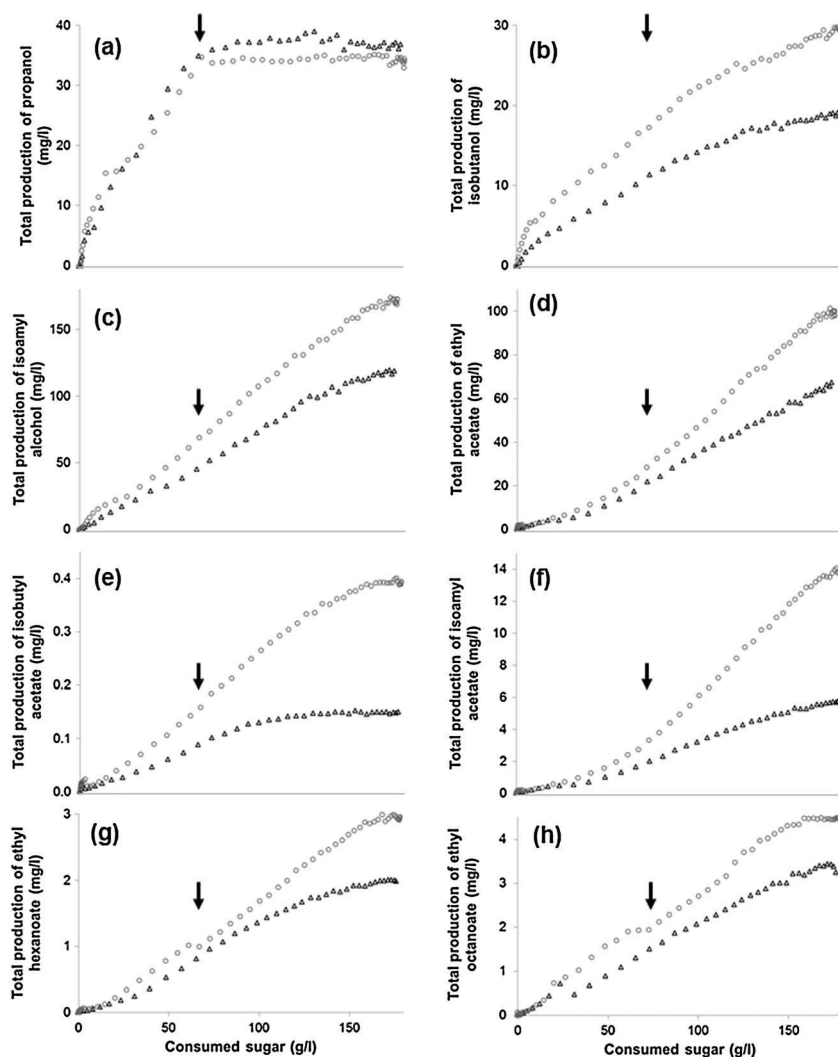 (a)
Total production of propanol
(mg/l)
40
30
20
10
0
(b)
Total production of
isobutanol (mg/l)
30
20
10
0
(c)
Total production of isoamyl
alcohol (mg/l)
150
100
50
0
(d)
Total production of ethyl
acetate (mg/l)
100
80
60
40
20
0
(e)
Total production of isobutyl
acetate (mg/l)
0.4
0.3
0.2
0.1
0.0
(f)
Total production of isoamyl
acetate (mg/l)
14
12
10
8
6
4
2
0
(g)
Total production of ethyl
hexanoate (mg/l)
3
2
1
0
0 50 100 150
Consumed sugar (g/l)
(h)
Total production of ethyl
octanoate (mg/l)
4
3
2
1
0
0 50 100 150
Consumed sugar (g/l)